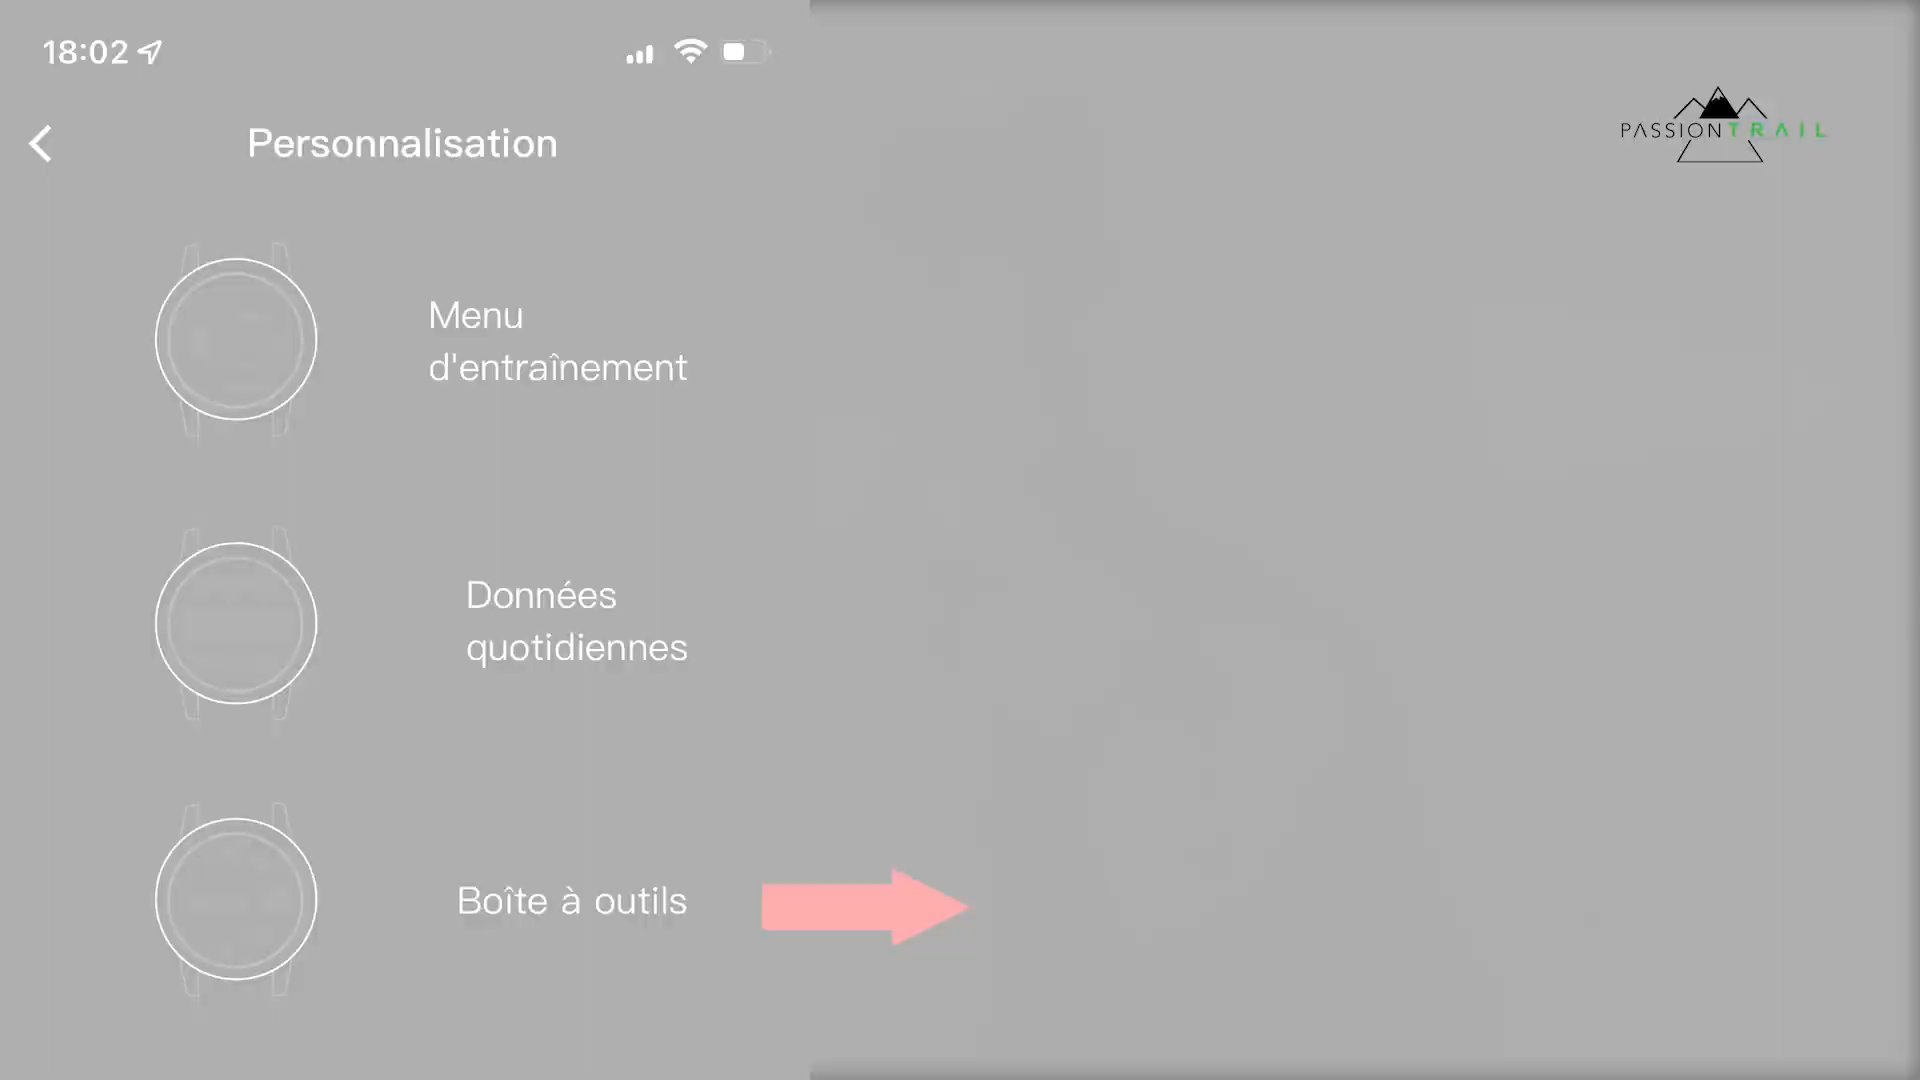 18:02
Personnalisation
PASSIONTRAIL
Menu
d'entraînement
Données
quotidiennes
Boîte à outils